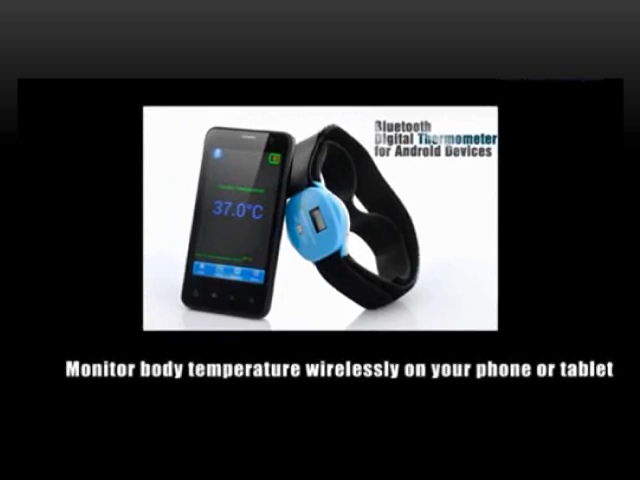 Bluetooth
Digital Thermometer
for Android Devices
37.0°C
Monitor body temperature wirelessly on your phone or tablet